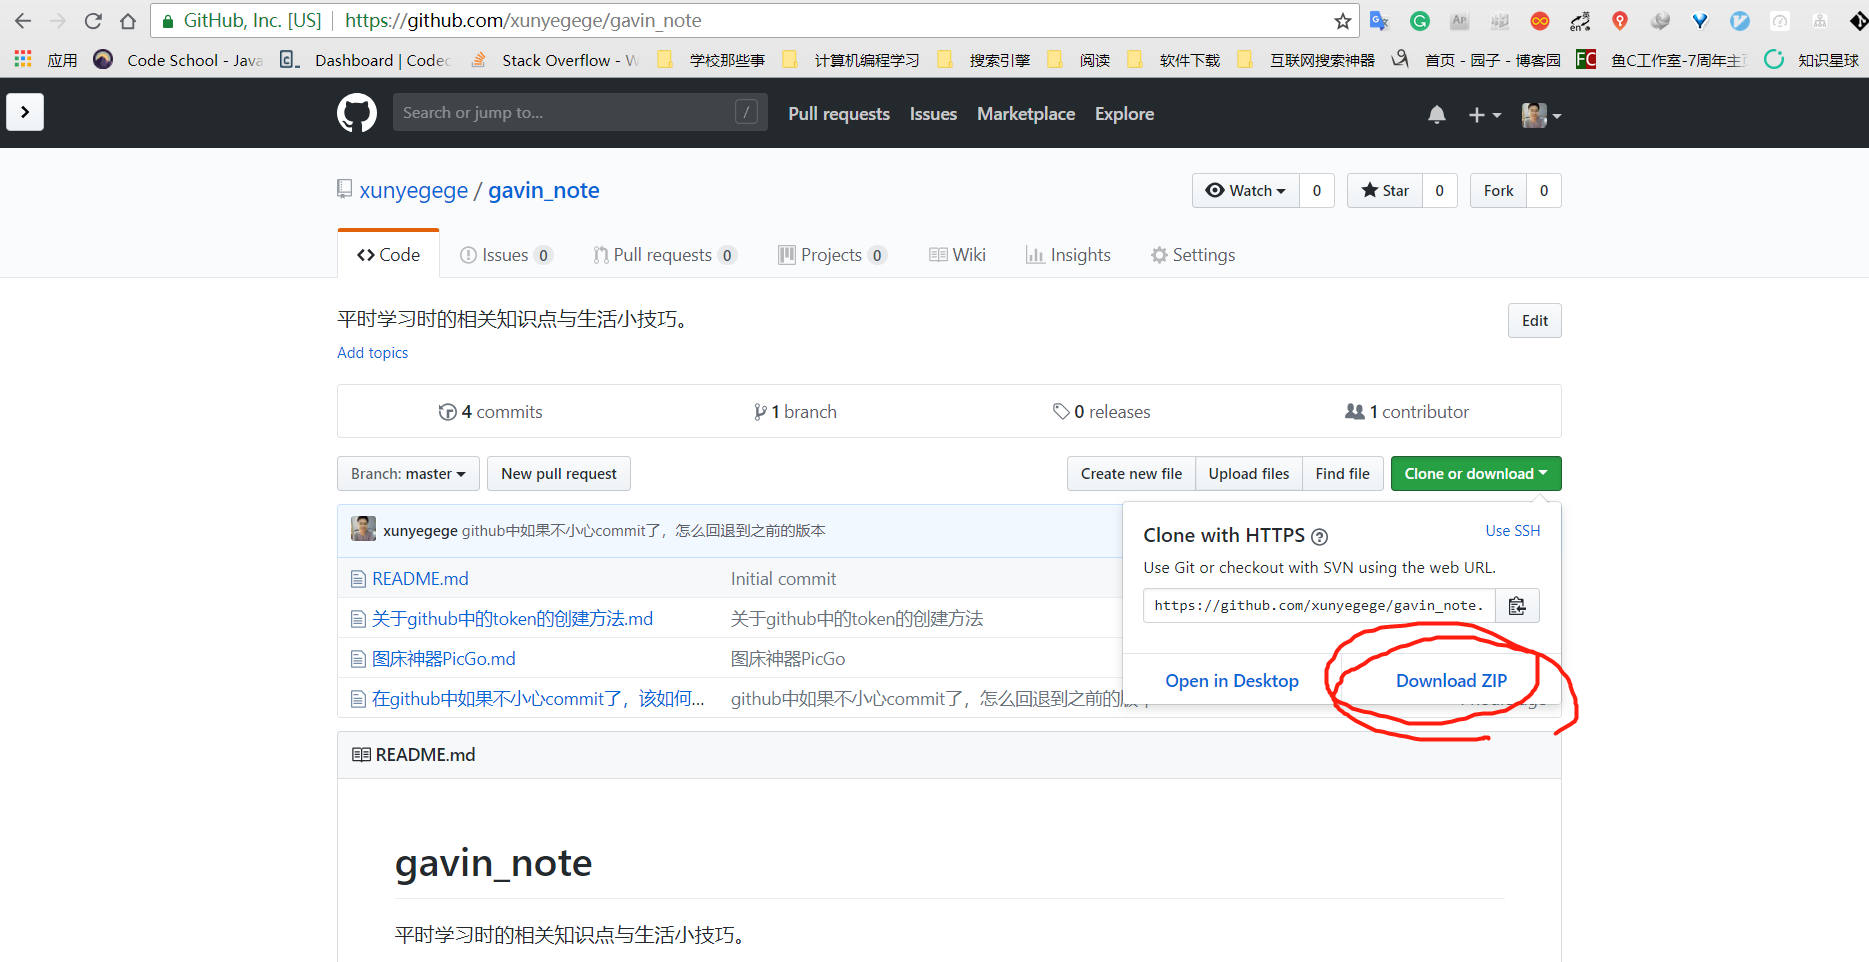 GitHub, Inc. [US] https://github.com/xunyegege/gavin_note
应用 Code School - Java Dashboard | Codec Stack Overflow - W 学校那些事 计算机编程学习 搜索引擎 阅读 软件下载 互联网搜索神器 首页 - 园子 - 博客园 FC 鱼C工作室-7周年主 知识星球
Search or jump to... / Pull requests Issues Marketplace Explore
xunyegege / gavin_note Watch 0 Star 0 Fork 0
Code Issues 0 Pull requests 0 Projects 0 Wiki Insights Settings
平时学习时的相关知识点与生活小技巧。 Edit
Add topics
4 commits 1 branch 0 releases 1 contributor
Branch: master New pull request Create new file Upload files Find file Clone or download
xunyegege github中如果不小心commit了，怎么回退到之前的版本
Clone with HTTPS ? Use SSH
Use Git or checkout with SVN using the web URL.
https://github.com/xunyegege/gavin_note.
Open in Desktop Download ZIP
README.md Initial commit
关于github中的token的创建方法.md 关于github中的token的创建方法
图床神器PicGo.md 图床神器PicGo
在github中如果不小心commit了，该如何... github中如果不小心commit了，怎么回退到之前的
README.md
gavin_note
平时学习时的相关知识点与生活小技巧。